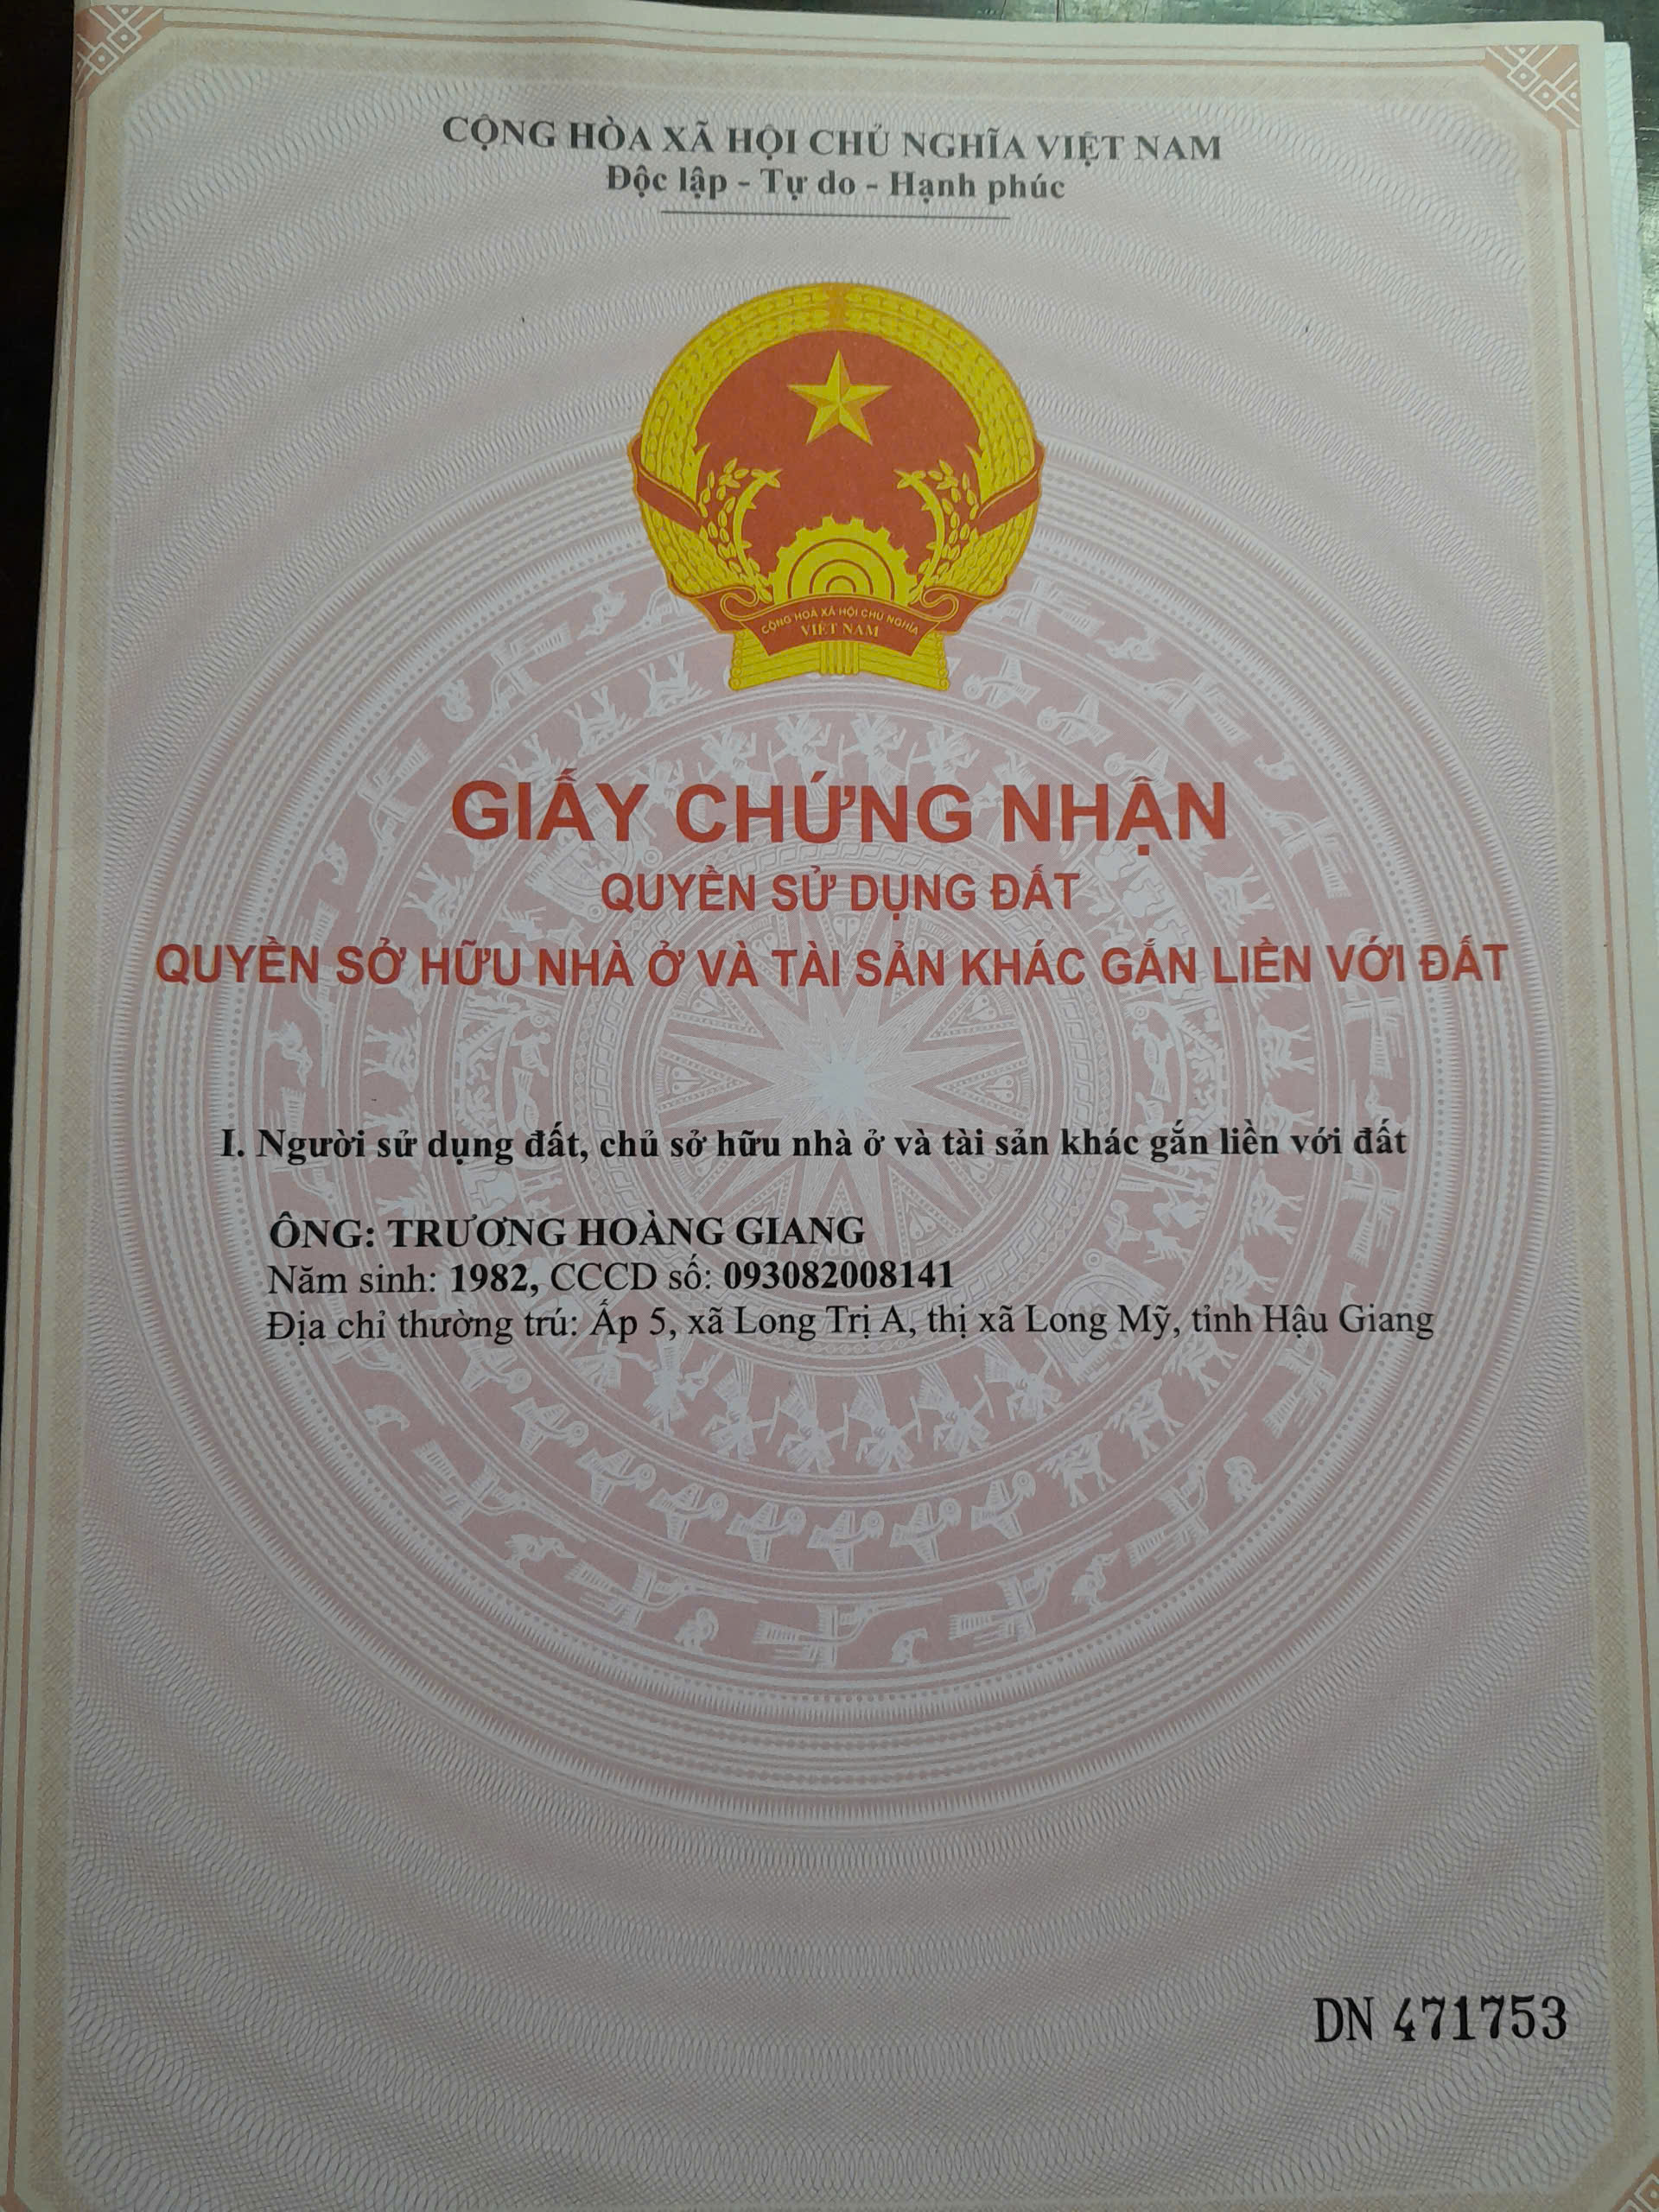 CỘNG HÒA XÃ HỘI CHỦ NGHĨA VIỆT NAM
Độc lập - Tự do - Hạnh phúc
CỘNG HOÀ XÃ HỘI CHỦ NGHĨA
VIỆT NAM
GIẤY CHỨNG NHẬN
QUYỀN SỬ DỤNG ĐẤT
QUYỀN SỞ HỮU NHÀ Ở VÀ TÀI SẢN KHÁC GẮN LIỀN VỚI ĐẤT
I. Người sử dụng đất, chủ sở hữu nhà ở và tài sản khác gắn liền với đất
ÔNG: TRƯƠNG HOÀNG GIANG
Năm sinh: 1982, CCCD số: 093082008141
Địa chỉ thường trú: Ấp 5, xã Long Trị A, thị xã Long Mỹ, tỉnh Hậu Giang
DN 471753